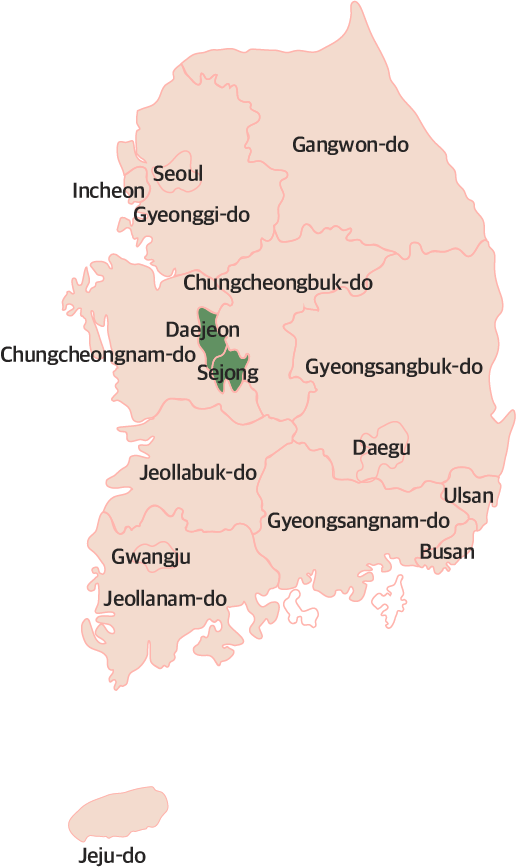 Gangwon-do
Seoul
Incheon
Gyeonggi-do
Chungcheongbuk-do
Daejeon
Chungcheongnam-do
Sejong
Gyeongsangbuk-do
Daegu
Jeollabuk-do
Ulsan
Gyeongsangnam-do
Busan
Gwangju
Jeollanam-do
Jeju-do